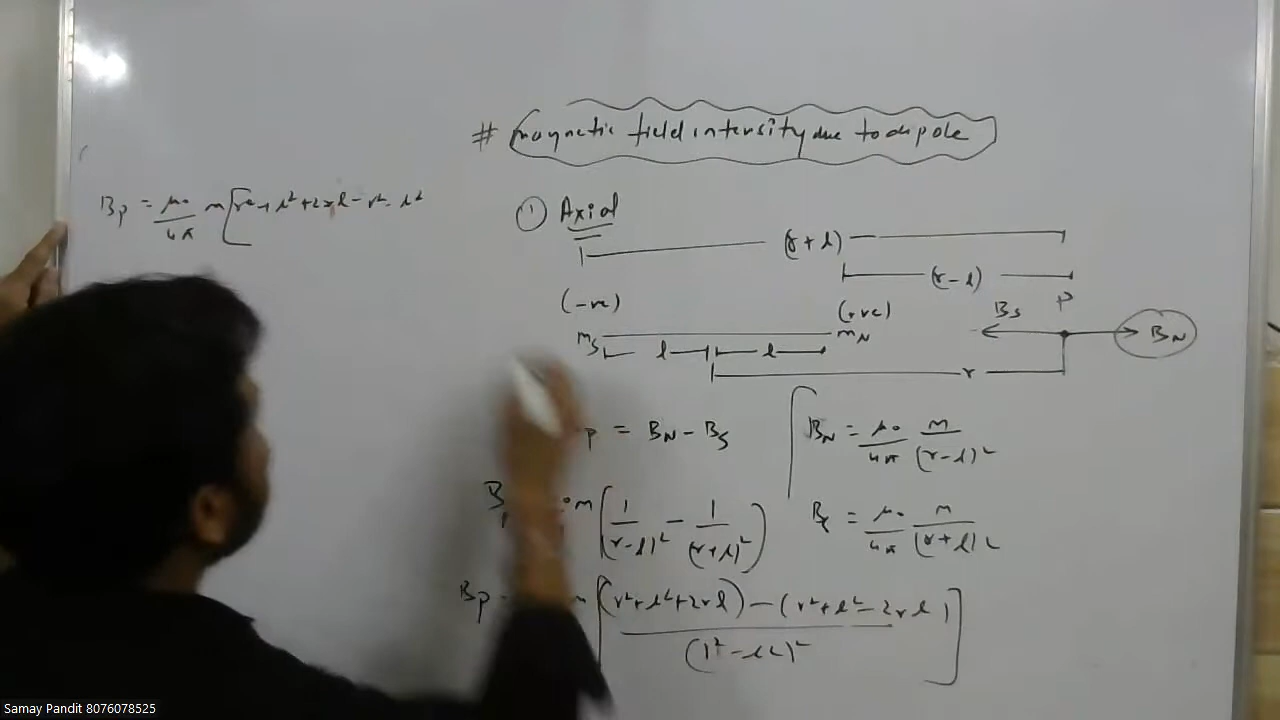 # magnetic field intensity due to dipole
① Axial
(r+l)
(r-l)
(-ve)
(+ve)
P
Bs
BN
ms
l
l
mN
r
p = BN - Bs
BN = μ0/4π m/(r-l)²
B m [1/(r-l)² - 1/(r+l)²]
Bs = μ0/4π m/(r+l)²
Bp [(r²+l²+2rl) - (r²+l²-2rl) / (r²-l²)²]
Bp = μ0/4π m [r²+l²+2rl-r²-l²
Samay Pandit 8076078525